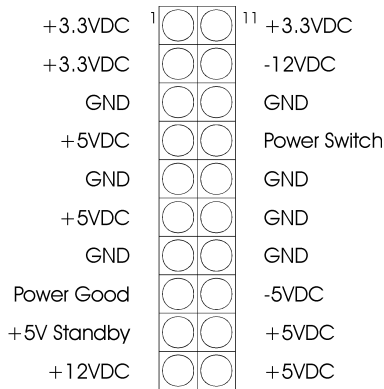 +3.3VDC 1 11 +3.3VDC
+3.3VDC -12VDC
GND GND
+5VDC Power Switch
GND GND
+5VDC GND
GND GND
Power Good -5VDC
+5V Standby +5VDC
+12VDC +5VDC